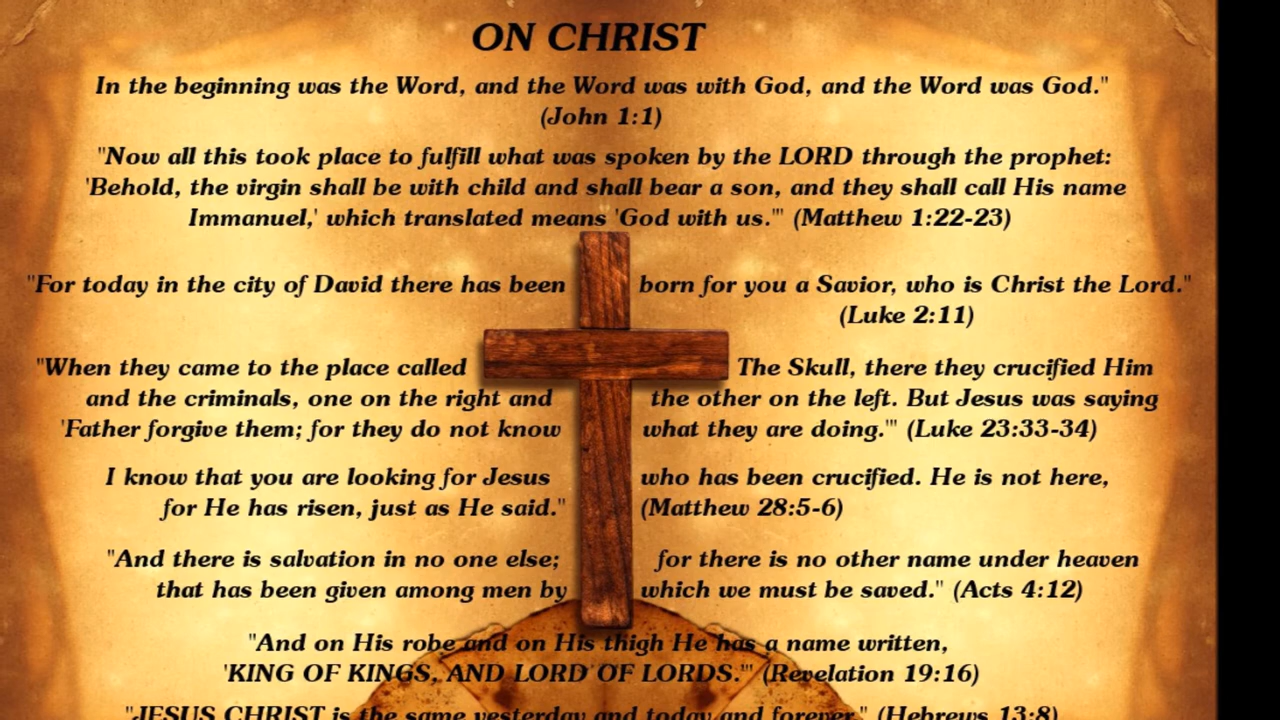 ON CHRIST
In the beginning was the Word, and the Word was with God, and the Word was God."
(John 1:1)
"Now all this took place to fulfill what was spoken by the LORD through the prophet:
'Behold, the virgin shall be with child and shall bear a son, and they shall call His name
Immanuel,' which translated means 'God with us.'" (Matthew 1:22-23)
"For today in the city of David there has been born for you a Savior, who is Christ the Lord."
(Luke 2:11)
"When they came to the place called The Skull, there they crucified Him
and the criminals, one on the right and the other on the left. But Jesus was saying
'Father forgive them; for they do not know what they are doing.'" (Luke 23:33-34)
I know that you are looking for Jesus who has been crucified. He is not here,
for He has risen, just as He said." (Matthew 28:5-6)
"And there is salvation in no one else; for there is no other name under heaven
that has been given among men by which we must be saved." (Acts 4:12)
"And on His robe and on His thigh He has a name written,
'KING OF KINGS, AND LORD OF LORDS.'" (Revelation 19:16)
"JESUS CHRIST is the same yesterday and today and forever." (Hebrews 13:8)